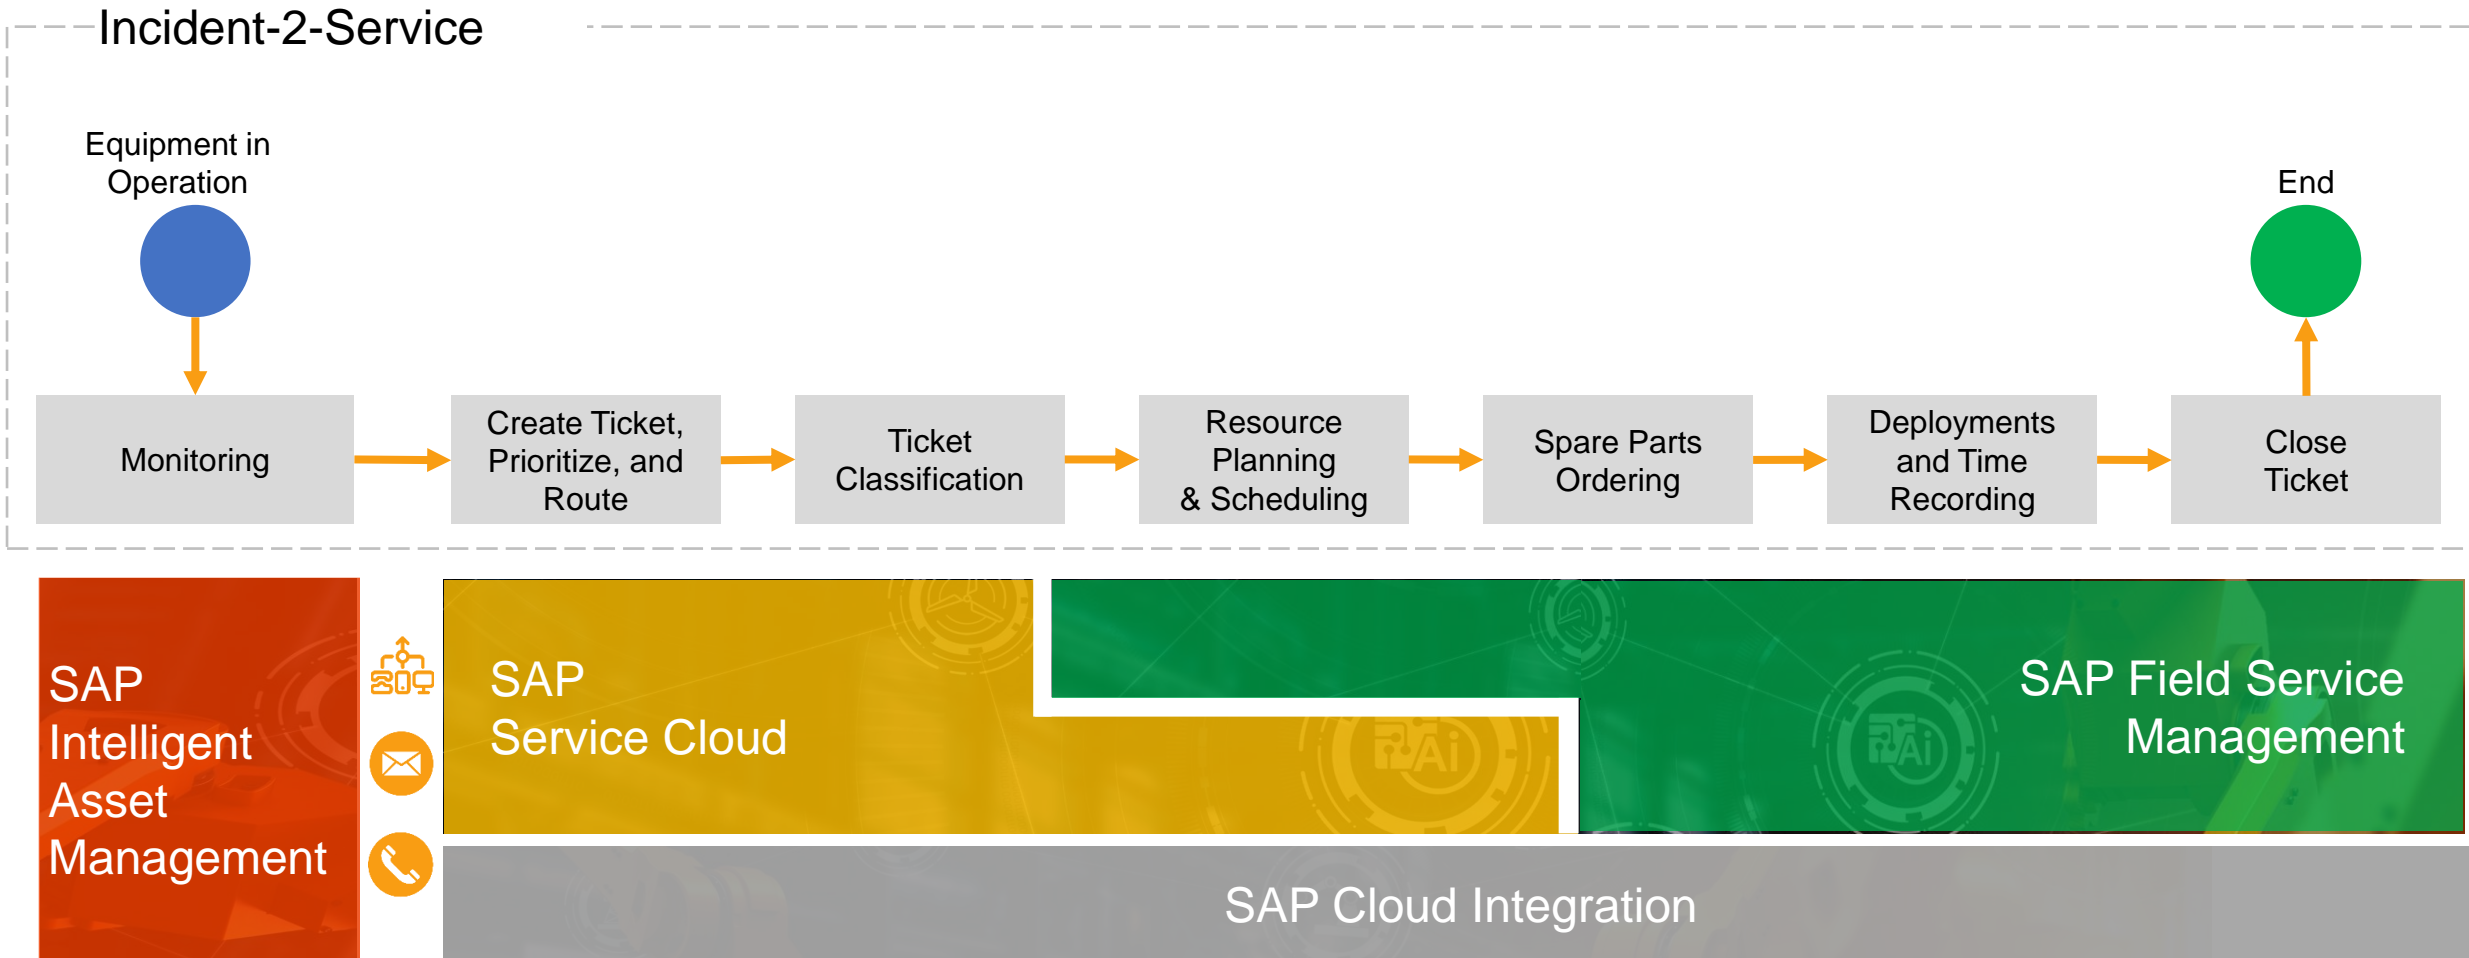 Incident-2-Service
Equipment in
Operation
End
Monitoring
Create Ticket,
Prioritize, and
Route
Ticket
Classification
Resource
Planning
& Scheduling
Spare Parts
Ordering
Deployments
and Time
Recording
Close
Ticket
SAP
Intelligent
Asset
Management
SAP
Service Cloud
Ai
SAP Field Service
Management
Ai
SAP Cloud Integration